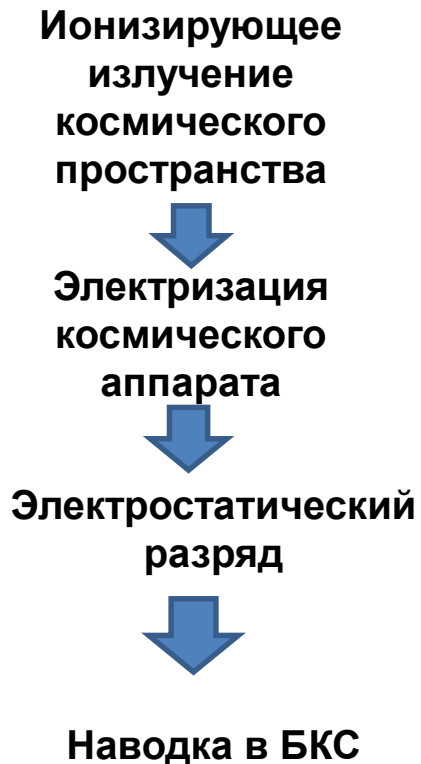 Ионизирующее
излучение
космического
пространства
Электризация
космического
аппарата
Электростатический
разряд
Наводка в БКС